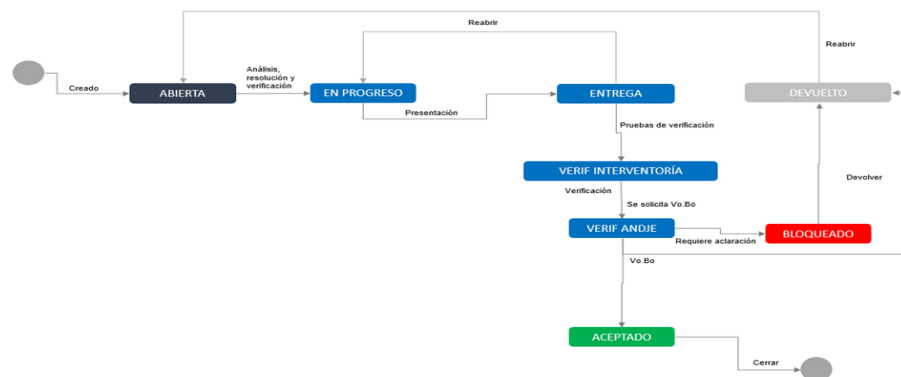 Reabrir
Reabrir
Creado
ABIERTA
Análisis,
resolución y
verificación
EN PROGRESO
Presentación
ENTREGA
DEVUELTO
Pruebas de verificación
VERIF INTERVENTORÍA
Verificación
Devolver
Se solicita Vo.Bo
VERIF ANDJE
Requiere aclaración
BLOQUEADO
Vo.Bo
ACEPTADO
Cerrar